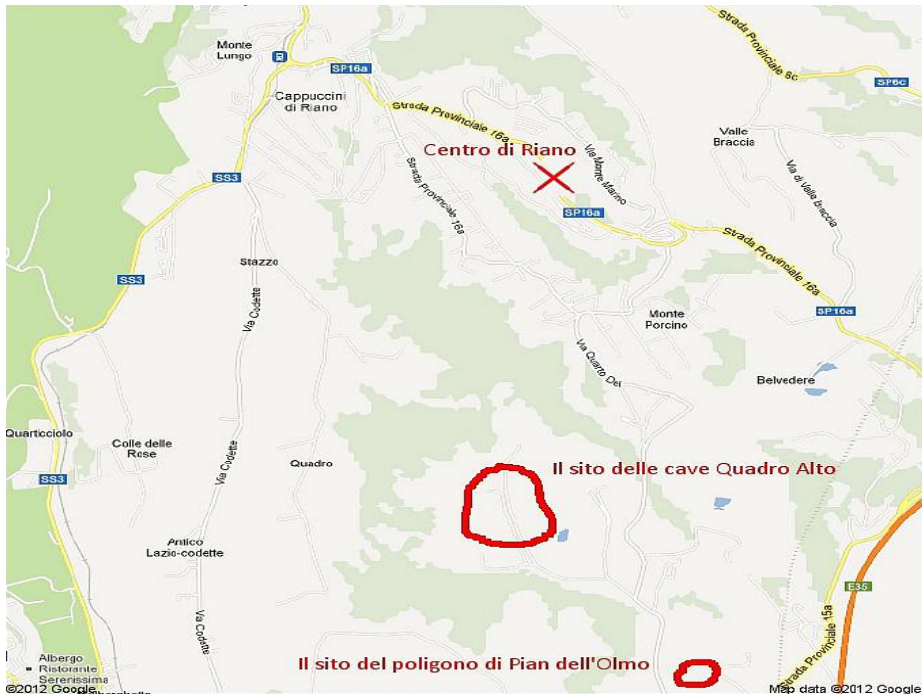 Monte
Lungo
SP16a
Cappuccini
di Riano
Strada Provinciale 16a
Strada Provinciale 6c
SP6c
Valle
Braccia
Centro di Riano
Via Monte Marino
Via di Valle Braccia
Strada Provinciale 16a
SS3
SP16a
Strada Provinciale 16a
Stazzo
SS3
Via Codette
Monte
Porcino
SP16a
Via Quarto Del
Belvedere
Quarticciolo
Colle delle
Rose
Via Codette
Quadro
Il sito delle cave Quadro Alto
SS3
Antico
Lazio-codette
E35
Strada Provinciale 15a
Via Codette
Il sito del poligono di Pian dell'Olmo
Albergo
Ristorante
Serenissima
©2012 Google
Map data ©2012 Google